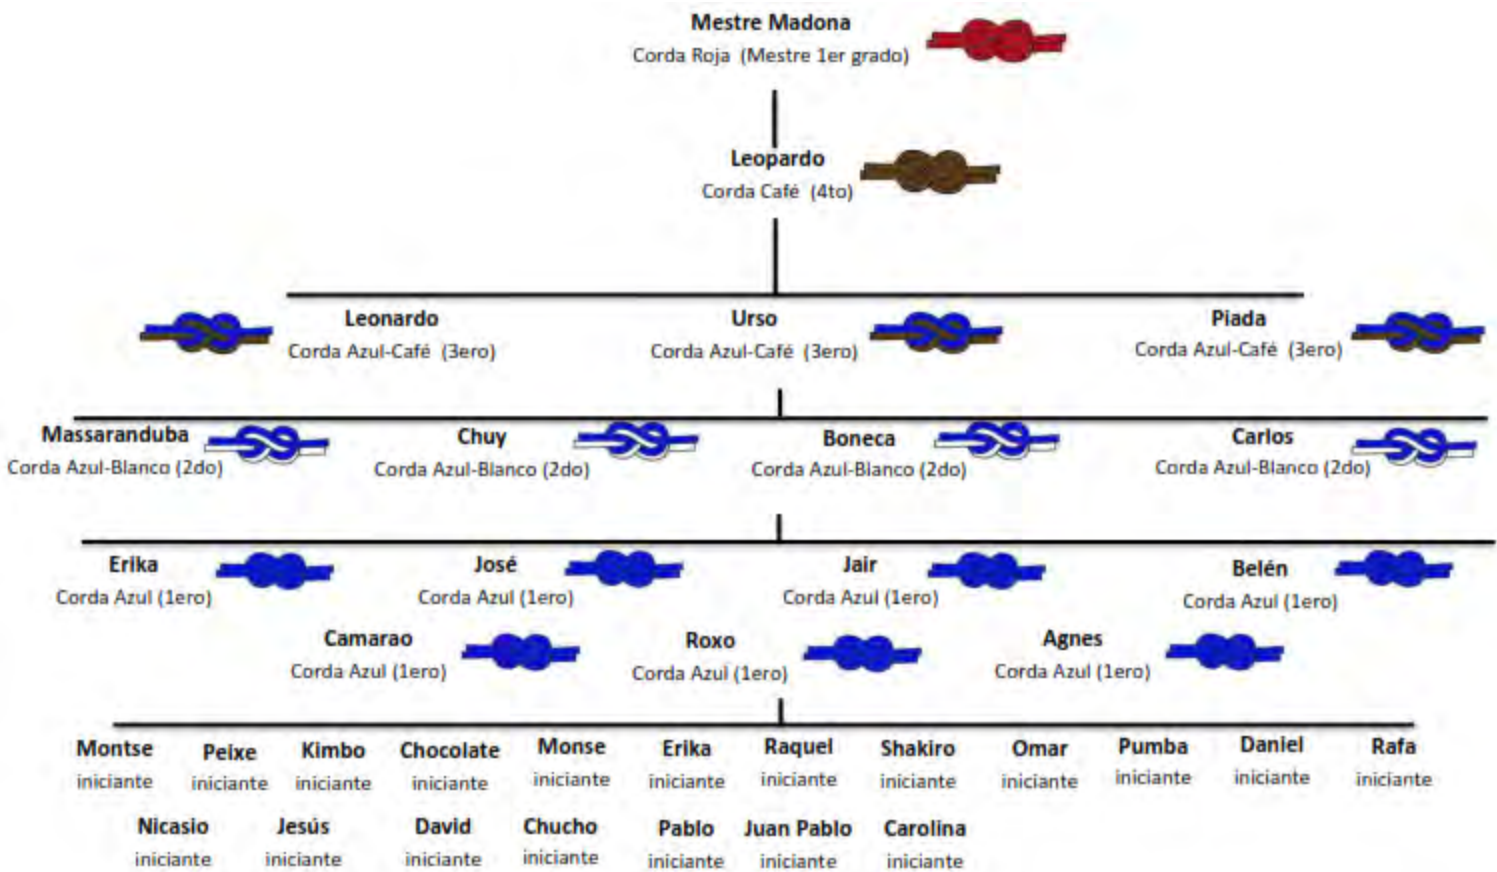 Mestre Madona
Corda Roja (Mestre 1er grado)
Leopardo
Corda Café (4to)
Leonardo Urso Piada
Corda Azul-Café (3ero) Corda Azul-Café (3ero) Corda Azul-Café (3ero)
Massaranduba Chuy Boneca Carlos
Corda Azul-Blanco (2do) Corda Azul-Blanco (2do) Corda Azul-Blanco (2do) Corda Azul-Blanco (2do)
Erika José Jair Belén
Corda Azul (1ero) Corda Azul (1ero) Corda Azul (1ero) Corda Azul (1ero)
Camarao Roxo Agnes
Corda Azul (1ero) Corda Azul (1ero) Corda Azul (1ero)
Montse Peixe Kimbo Chocolate Monse Erika Raquel Shakiro Omar Pumba Daniel Rafa
iniciante iniciante iniciante iniciante iniciante iniciante iniciante iniciante iniciante iniciante iniciante iniciante
Nicasio Jesús David Chucho Pablo Juan Pablo Carolina
iniciante iniciante iniciante iniciante iniciante iniciante iniciante